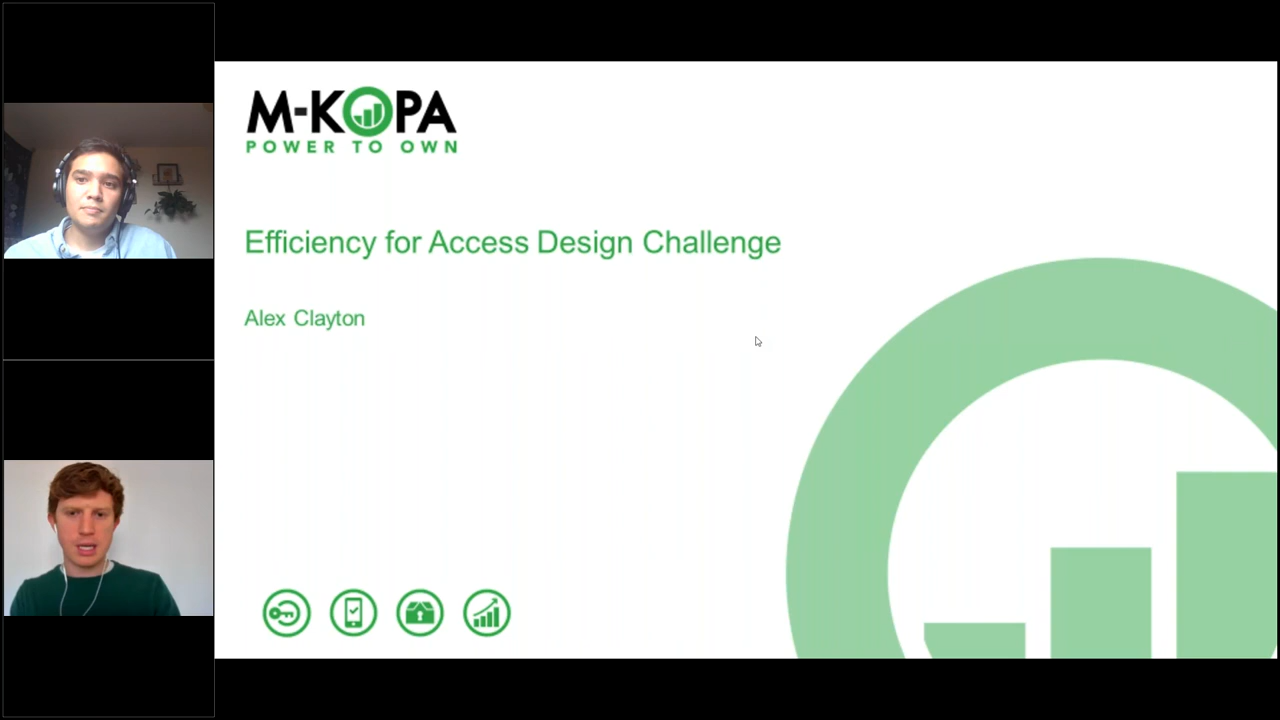 M-KOPA
POWER TO OWN
Efficiency for Access Design Challenge
Alex Clayton